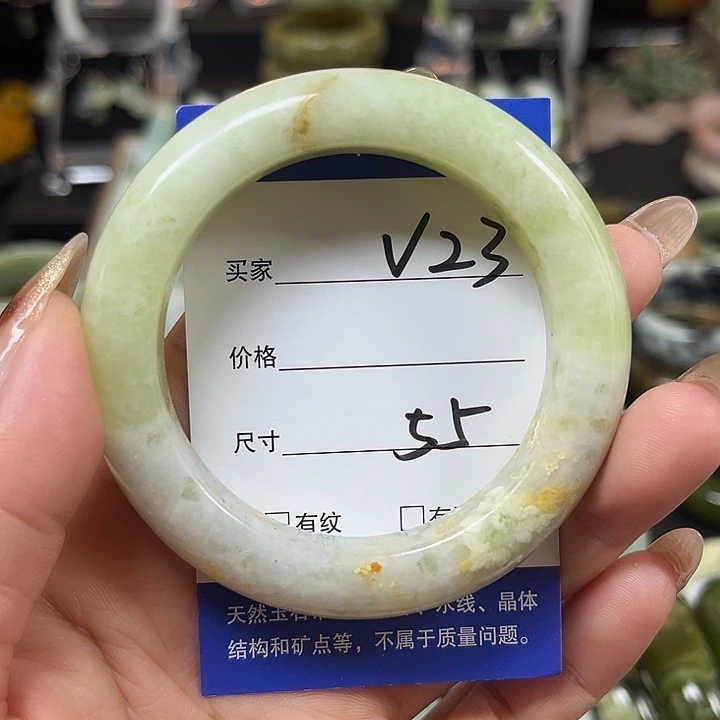 买家 V23
价格
尺寸 55
□有纹 □有
天然玉石 水线、晶体
结构和矿点等，不属于质量问题。